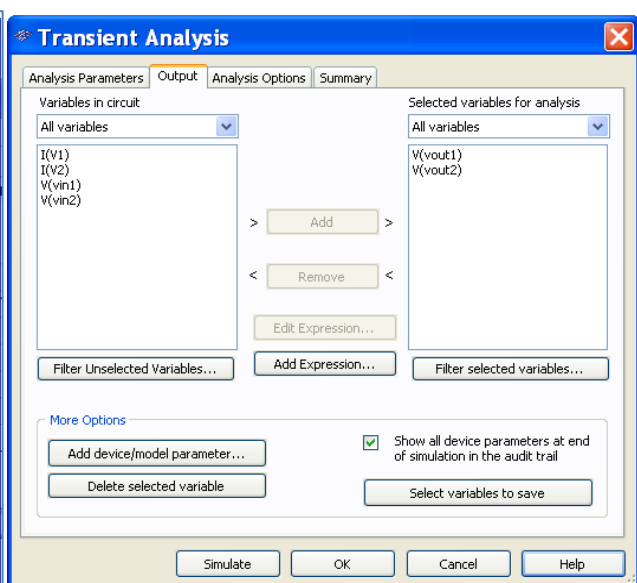 Transient Analysis
Analysis Parameters Output Analysis Options Summary
Variables in circuit
All variables
I(V1)
I(V2)
V(vin1)
V(vin2)
> Add >
< Remove <
Edit Expression...
Add Expression...
Filter Unselected Variables...
Selected variables for analysis
All variables
V(vout1)
V(vout2)
Filter selected variables...
More Options
Add device/model parameter...
Delete selected variable
Show all device parameters at end
of simulation in the audit trail
Select variables to save
Simulate OK Cancel Help